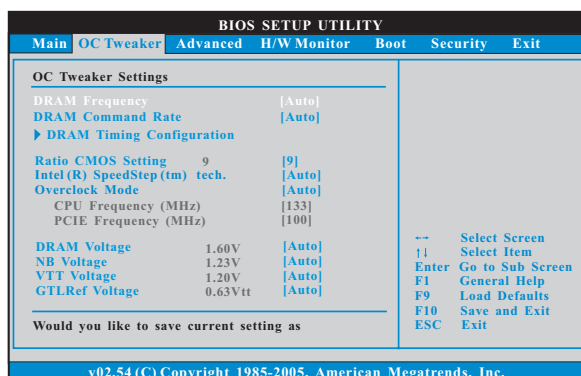 BIOS SETUP UTILITY
Main OC Tweaker Advanced H/W Monitor Boot Security Exit
OC Tweaker Settings
DRAM Frequency [Auto]
DRAM Command Rate [Auto]
DRAM Timing Configuration
Ratio CMOS Setting 9 [9]
Intel (R) SpeedStep (tm) tech. [Auto]
Overclock Mode [Auto]
CPU Frequency (MHz) [133]
PCIE Frequency (MHz) [100]
DRAM Voltage 1.60V [Auto]
NB Voltage 1.23V [Auto]
VTT Voltage 1.20V [Auto]
GTLRef Voltage 0.63Vtt [Auto]
Would you like to save current setting as
←→ Select Screen
↑↓ Select Item
Enter Go to Sub Screen
F1 General Help
F9 Load Defaults
F10 Save and Exit
ESC Exit
v02.54 (C) Copyright 1985-2005, American Megatrends, Inc.